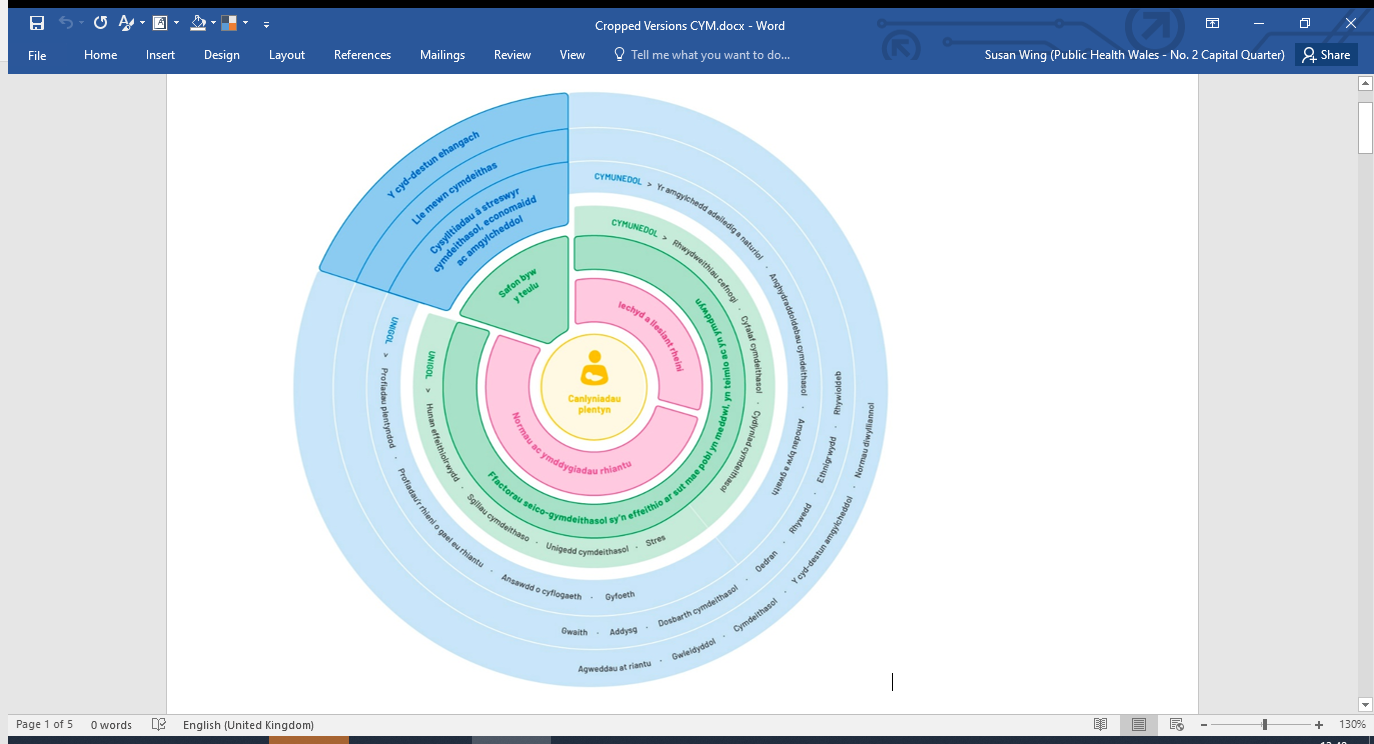 Cropped Versions CYM.docx - Word
File
Home
Insert
Design
Layout
References
Mailings
Review
View
Tell me what you want to do...
Susan Wing (Public Health Wales - No. 2 Capital Quarter)
Share
Y cyd-destun ehangach
Lle mewn cymdeithas
Cysylltiadau â streswyr
cymdeithasol, economaidd
ac amgylcheddol
Safon byw
y teulu
CYMUNEDOL > Yr amgylchedd adeiledig a naturiol · Anghydraddoldebau cymdeithasol · Amodau byw a gwaith
CYMUNEDOL > Rhwydweithiau cefnogi · Cyfalaf cymdeithasol · Cydlyniad cymdeithasol
Iechyd a llesiant rheini
Canlyniadau
plentyn
Normau ac ymddygiadau rhiantu
Ffactorau seico-gymdeithasol sy'n effeithio ar sut mae pobl yn meddwl, yn teimlo ac yn ymddwyn
UNIGOL > Hunan effeithiolrwydd · Sgiliau cymdeithaso · Unigedd cymdeithasol · Stres
UNIGOL > Profiadau plentyndod · Profiadau'r rhieni o gael eu rhiantu · Ansawdd o cyflogaeth · Gyfoeth
Gwaith · Addysg · Dosbarth cymdeithasol · Oedran · Rhywedd · Ethnigrwydd · Rhywioldeb
Agweddau at riantu · Gwleidyddol · Cymdeithasol · Y cyd-destun amgylcheddol · Normau diwylliannol
Page 1 of 5
0 words
English (United Kingdom)
130%